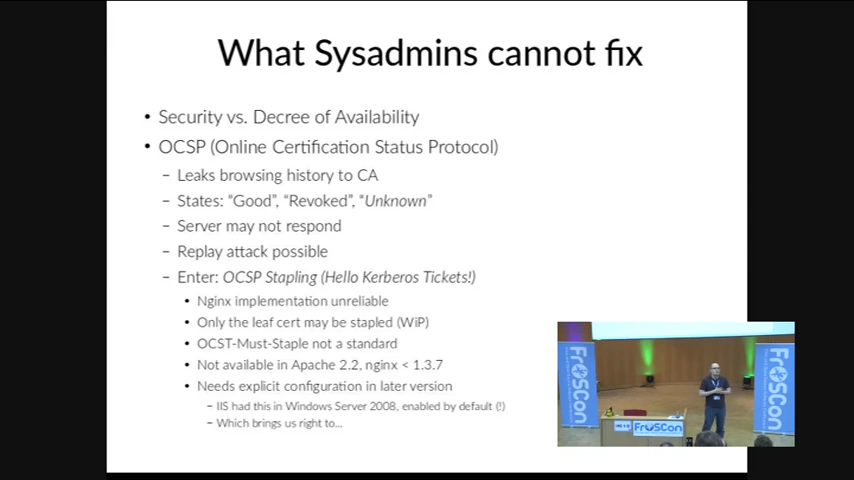 What Sysadmins cannot fix
• Security vs. Decree of Availability
• OCSP (Online Certification Status Protocol)
– Leaks browsing history to CA
– States: “Good”, “Revoked”, “Unknown”
– Server may not respond
– Replay attack possible
– Enter: OCSP Stapling (Hello Kerberos Tickets!)
• Nginx implementation unreliable
• Only the leaf cert may be stapled (WiP)
• OCST-Must-Staple not a standard
• Not available in Apache 2.2, nginx < 1.3.7
• Needs explicit configuration in later version
– IIS had this in Windows Server 2008, enabled by default (!)
– Which brings us right to...
FrOSCon
FrOSCon
FrOSCon